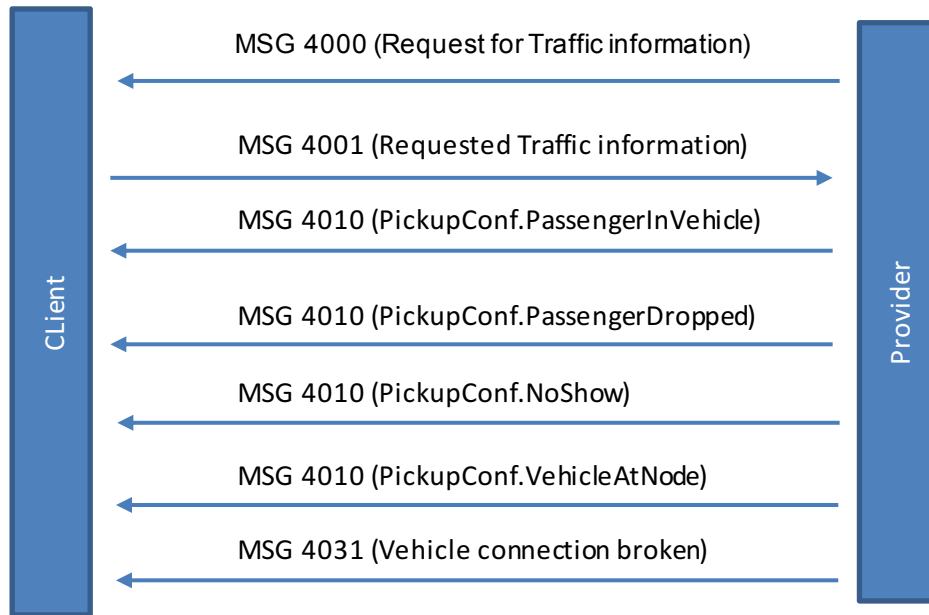 MSG 4000 (Request for Traffic information)
MSG 4001 (Requested Traffic information)
MSG 4010 (PickupConf.PassengerInVehicle)
CLient
Provider
MSG 4010 (PickupConf.PassengerDropped)
MSG 4010 (PickupConf.NoShow)
MSG 4010 (PickupConf.VehicleAtNode)
MSG 4031 (Vehicle connection broken)